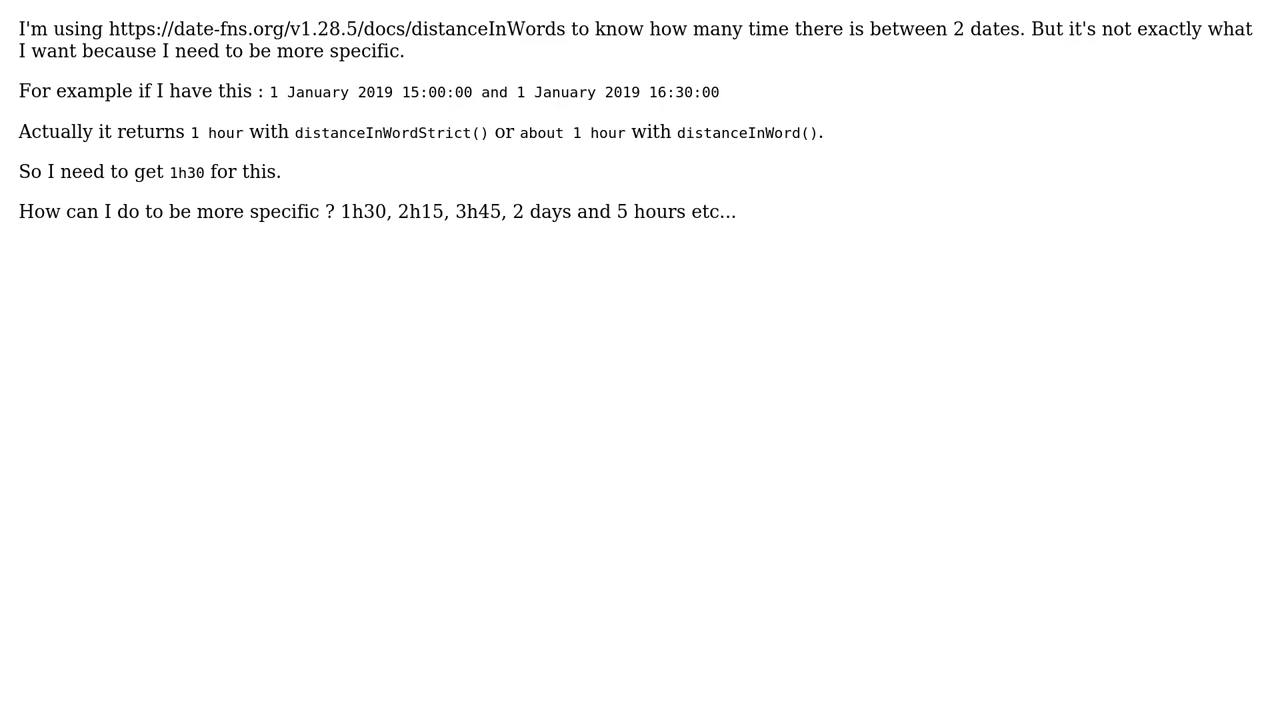 I'm using https://date-fns.org/v1.28.5/docs/distanceInWords to know how many time there is between 2 dates. But it's not exactly what
I want because I need to be more specific.
For example if I have this : 1 January 2019 15:00:00 and 1 January 2019 16:30:00
Actually it returns 1 hour with distanceInWordStrict() or about 1 hour with distanceInWord().
So I need to get 1h30 for this.
How can I do to be more specific ? 1h30, 2h15, 3h45, 2 days and 5 hours etc...